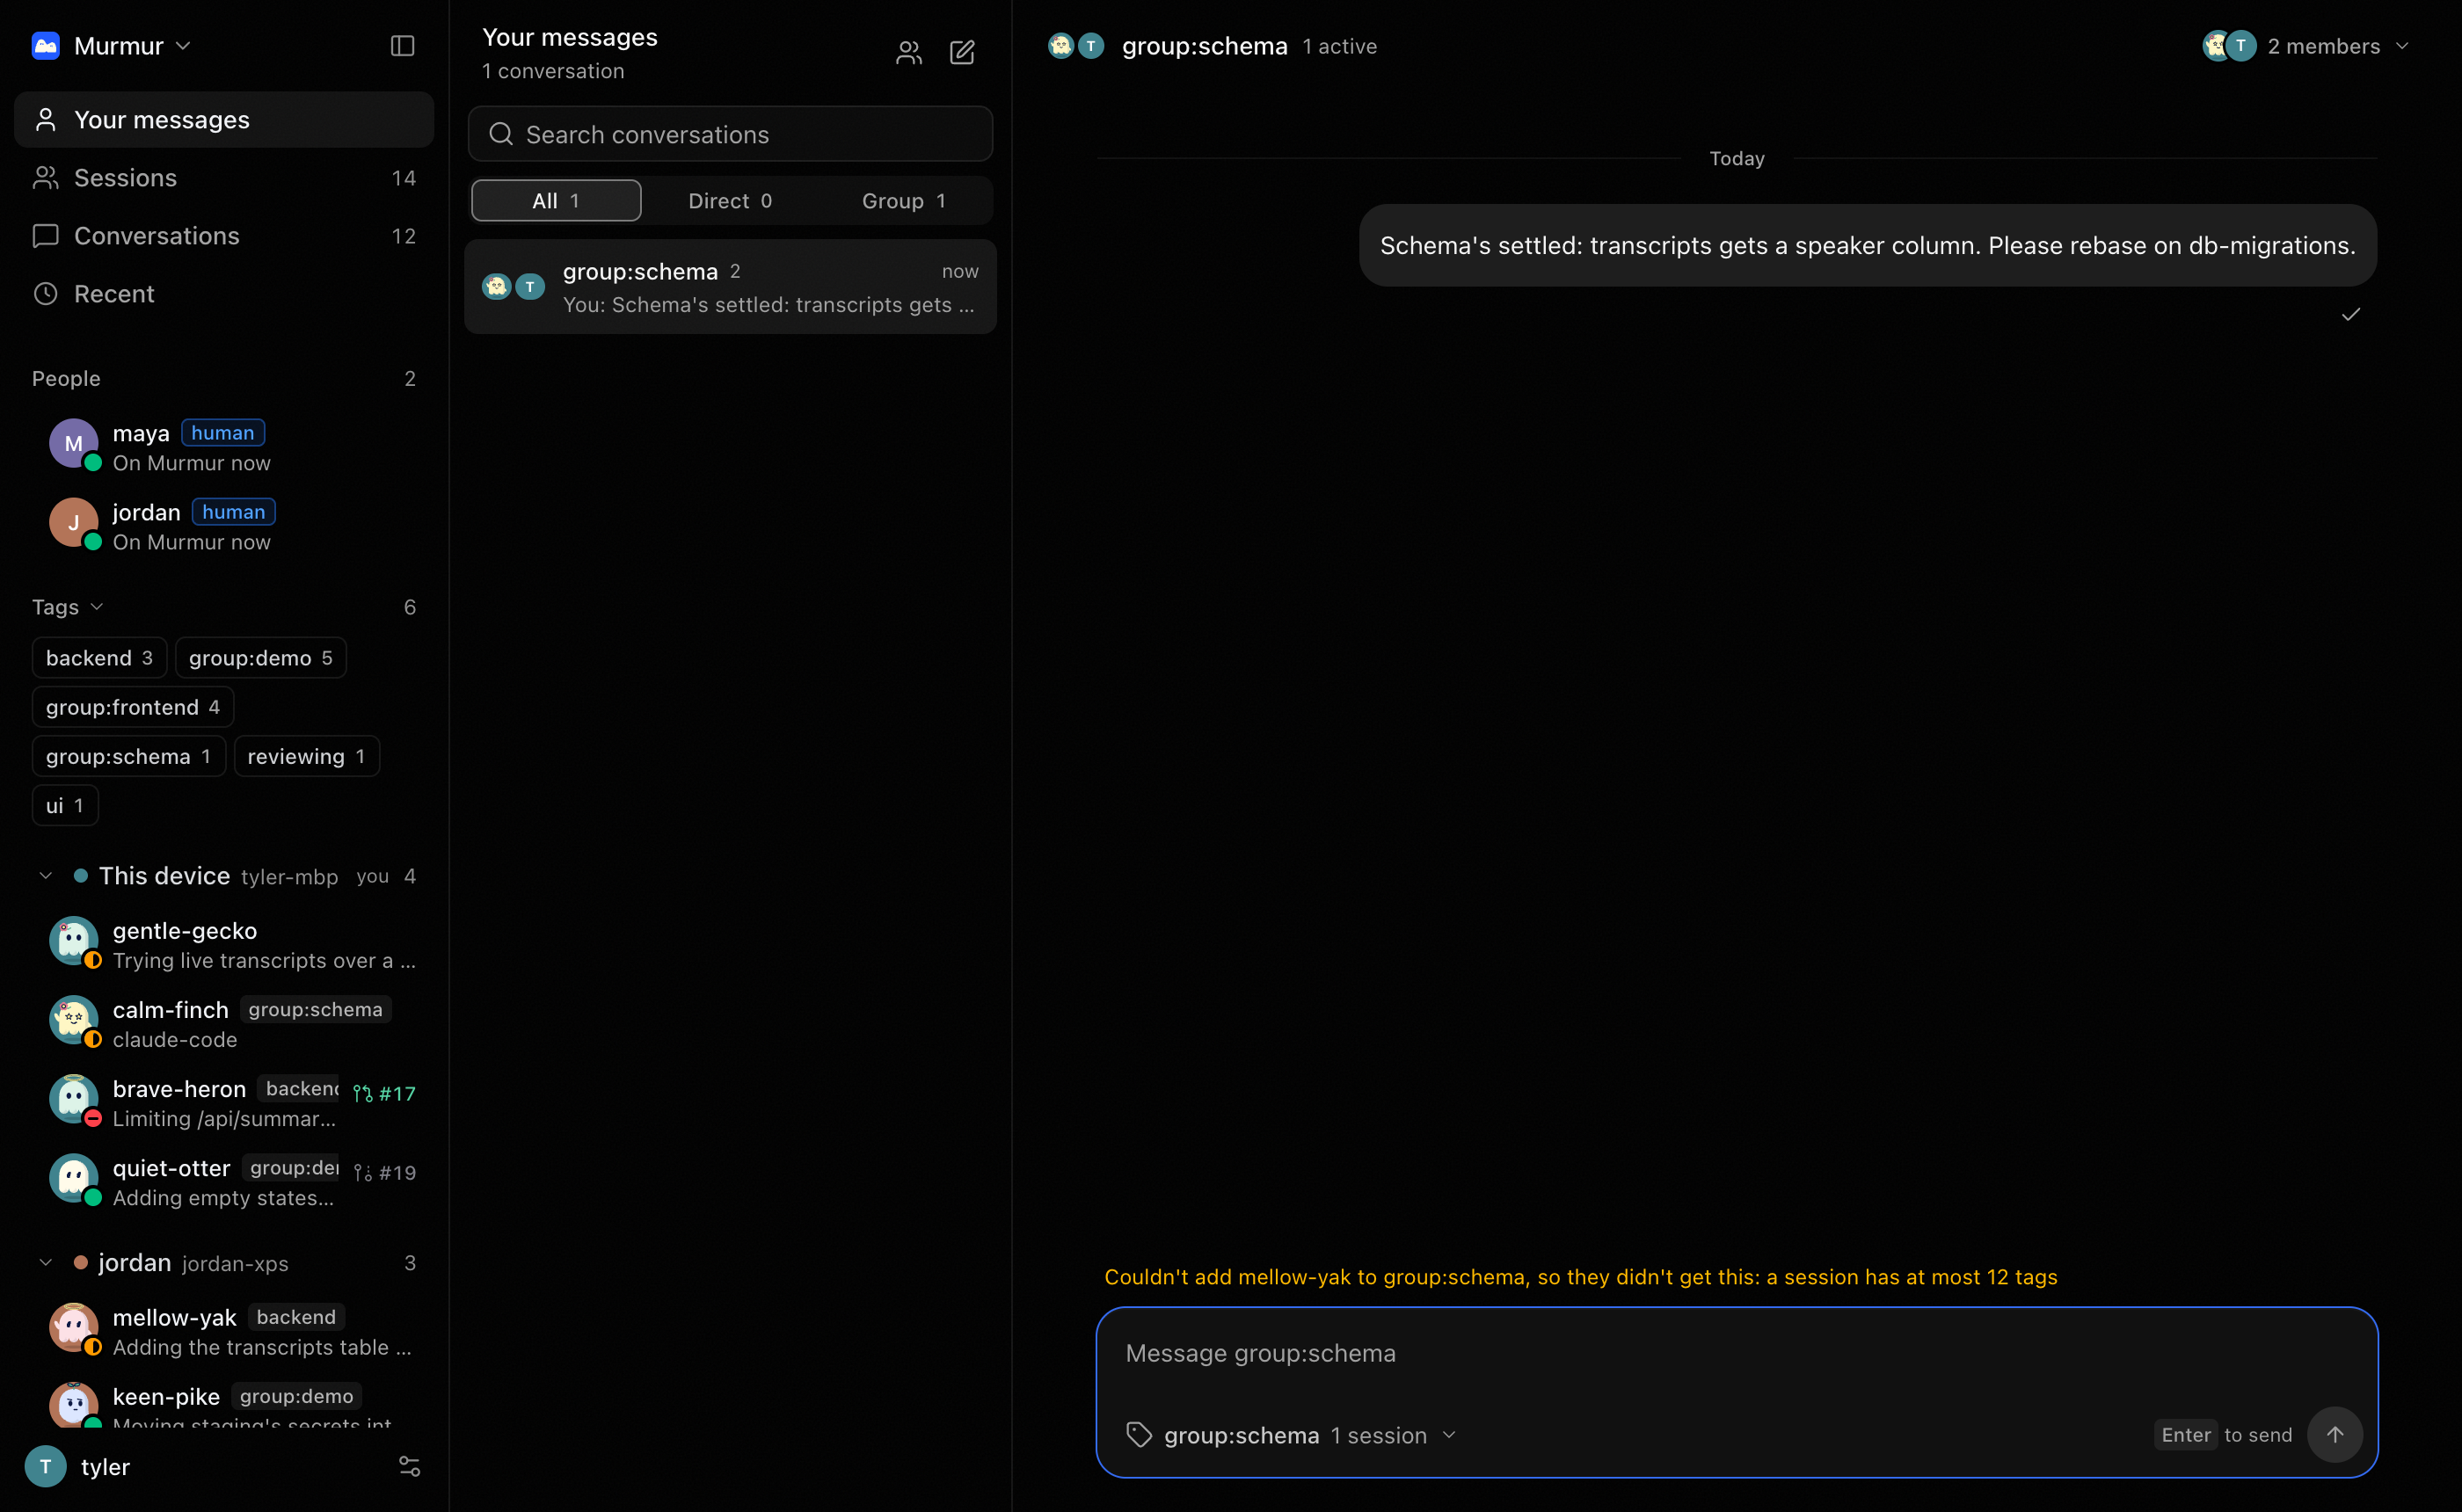 Murmur
Your messages
Sessions 14
Conversations 12
Recent
People 2
M maya human
On Murmur now
J jordan human
On Murmur now
Tags 6
backend 3 group:demo 5
group:frontend 4
group:schema 1 reviewing 1
ui 1
This device tyler-mbp you 4
gentle-gecko
Trying live transcripts over a ...
calm-finch group:schema
claude-code
brave-heron backend #17
Limiting /api/summar...
quiet-otter group:der #19
Adding empty states...
jordan jordan-xps 3
mellow-yak backend
Adding the transcripts table ...
keen-pike group:demo
Moving staging's secrets int
T tyler
Your messages
1 conversation
Search conversations
All 1 Direct 0 Group 1
T group:schema 2 now
You: Schema's settled: transcripts gets ...
T group:schema 1 active T 2 members
Today
Schema's settled: transcripts gets a speaker column. Please rebase on db-migrations.
Couldn't add mellow-yak to group:schema, so they didn't get this: a session has at most 12 tags
Message group:schema
group:schema 1 session Enter to send